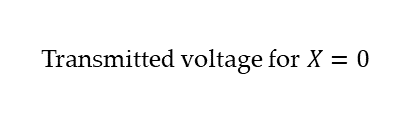 Transmitted voltage for X = 0